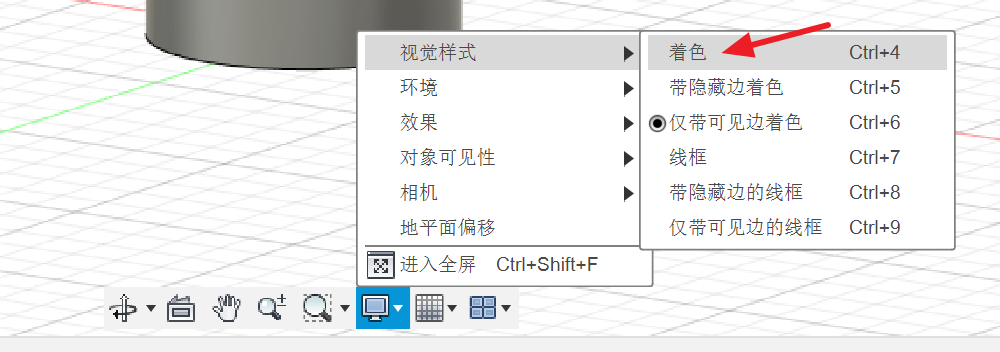 视觉样式
环境
效果
对象可见性
相机
地平面偏移
进入全屏 Ctrl+Shift+F
着色 Ctrl+4
带隐藏边着色 Ctrl+5
仅带可见边着色 Ctrl+6
线框 Ctrl+7
带隐藏边的线框 Ctrl+8
仅带可见边的线框 Ctrl+9